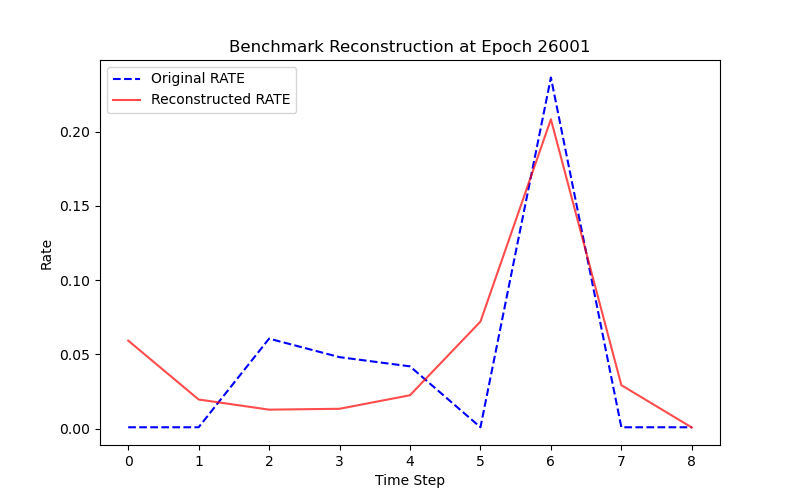 Benchmark Reconstruction at Epoch 26001
Original RATE
Reconstructed RATE
Rate
0.20
0.15
0.10
0.05
0.00
0 1 2 3 4 5 6 7 8
Time Step